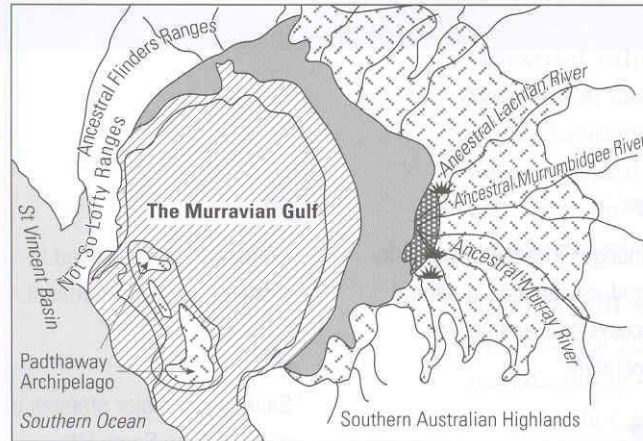 Ancestral Flinders Ranges
Not So Lofty Ranges
St Vincent Basin
The Murravian Gulf
Ancestral Lachlan River
Ancestral Murrumbidgee River
Ancestral Murray River
Padthaway
Archipelago
Southern Ocean
Southern Australian Highlands